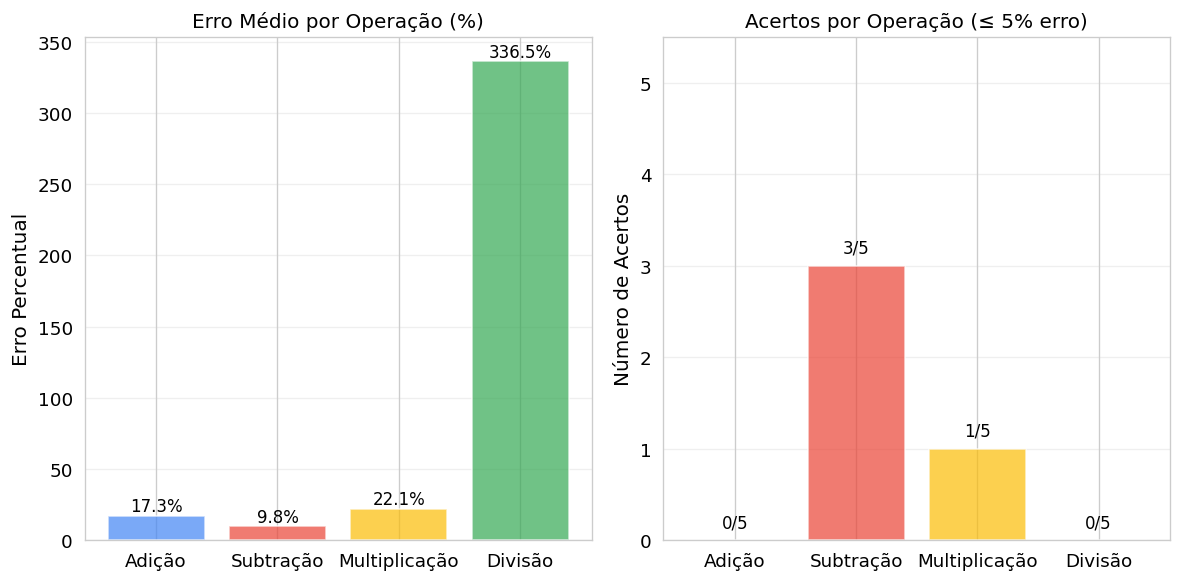 Erro Médio por Operação (%)
Erro Percentual
350
300
250
200
150
100
50
0
17.3%
9.8%
22.1%
336.5%
Adição
Subtração
Multiplicação
Divisão
Acertos por Operação (≤ 5% erro)
Número de Acertos
5
4
3
2
1
0
0/5
3/5
1/5
0/5
Adição
Subtração
Multiplicação
Divisão